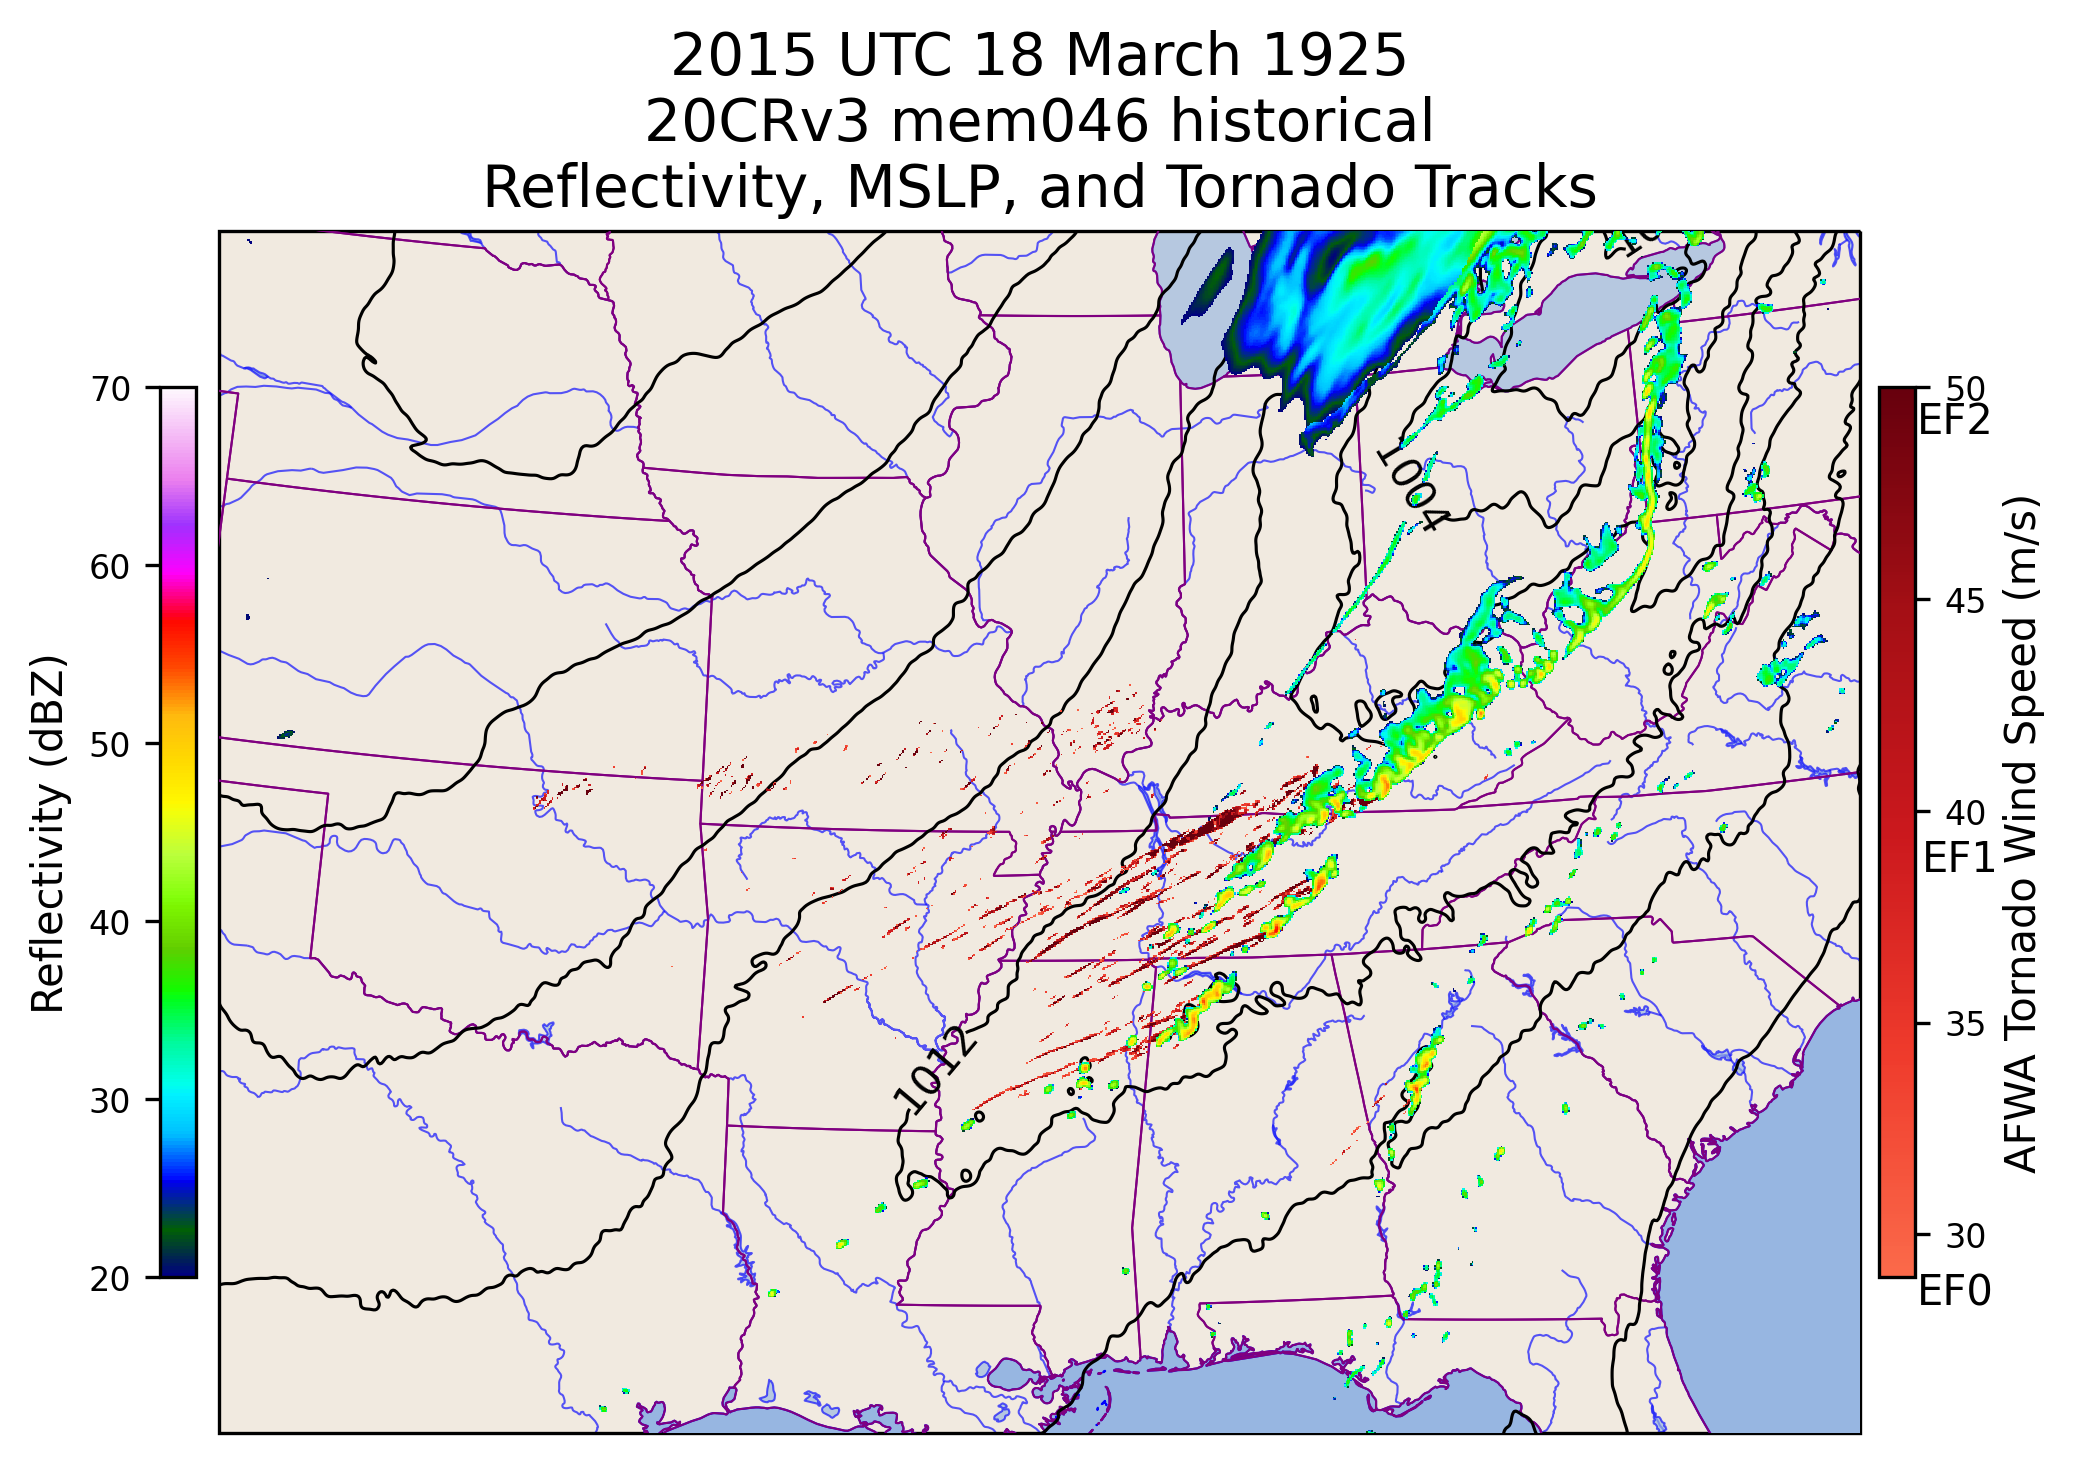 2015 UTC 18 March 1925
20CRv3 mem046 historical
Reflectivity, MSLP, and Tornado Tracks
Reflectivity (dBZ)
70
60
50
40
30
20
1004
1012
50
EF2
45
40
EF1
35
30
EF0
AFWA Tornado Wind Speed (m/s)